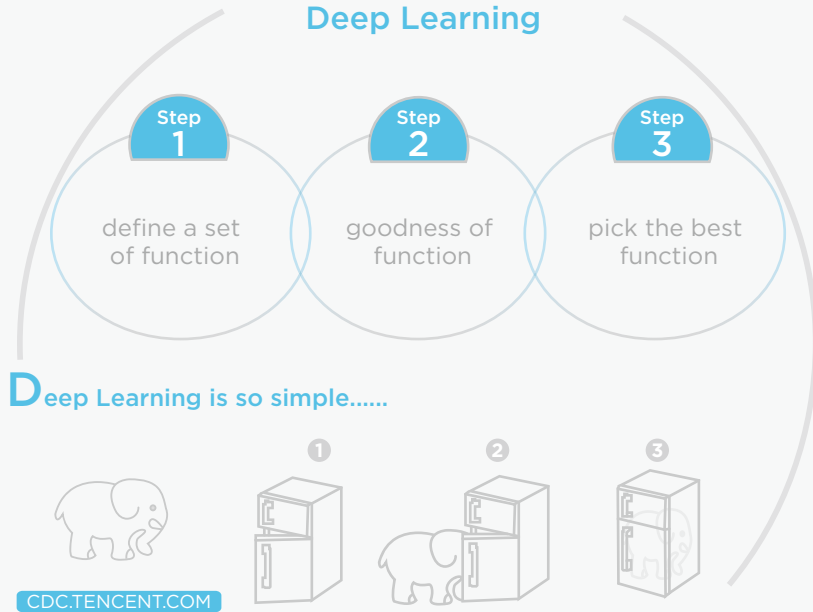 Deep Learning
Step
1
Step
2
Step
3
define a set
of function
goodness of
function
pick the best
function
Deep Learning is so simple......
1
2
3
CDC.TENCENT.COM